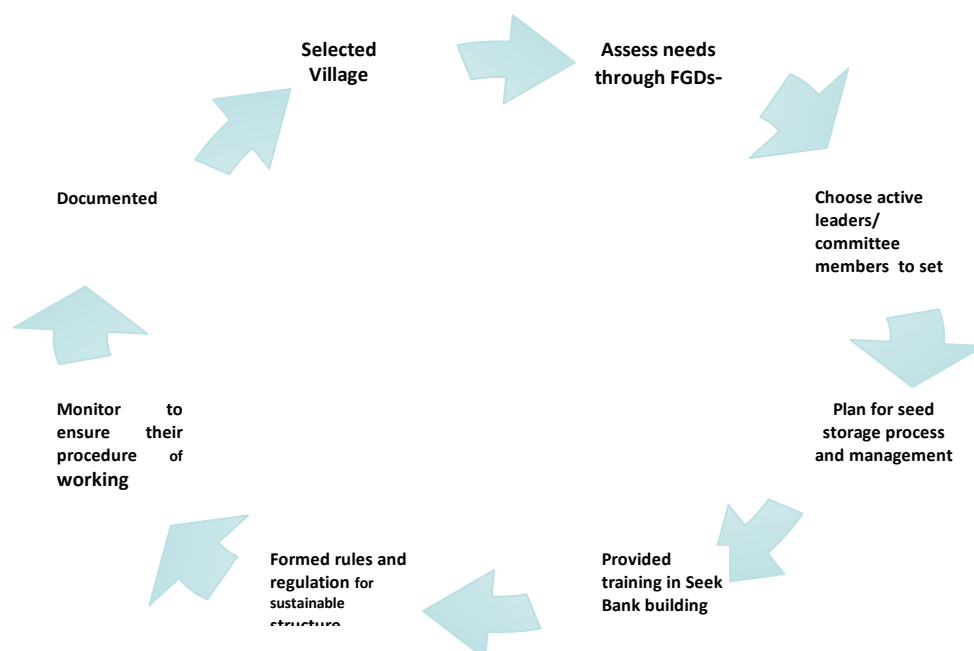 Selected
Village
Assess needs
through FGDs-
Choose active
leaders/
committee
members to set
Plan for seed
storage process
and management
Provided
training in Seek
Bank building
Formed rules and
regulation for
sustainable
structure
Monitor to
ensure their
procedure of
working
Documented